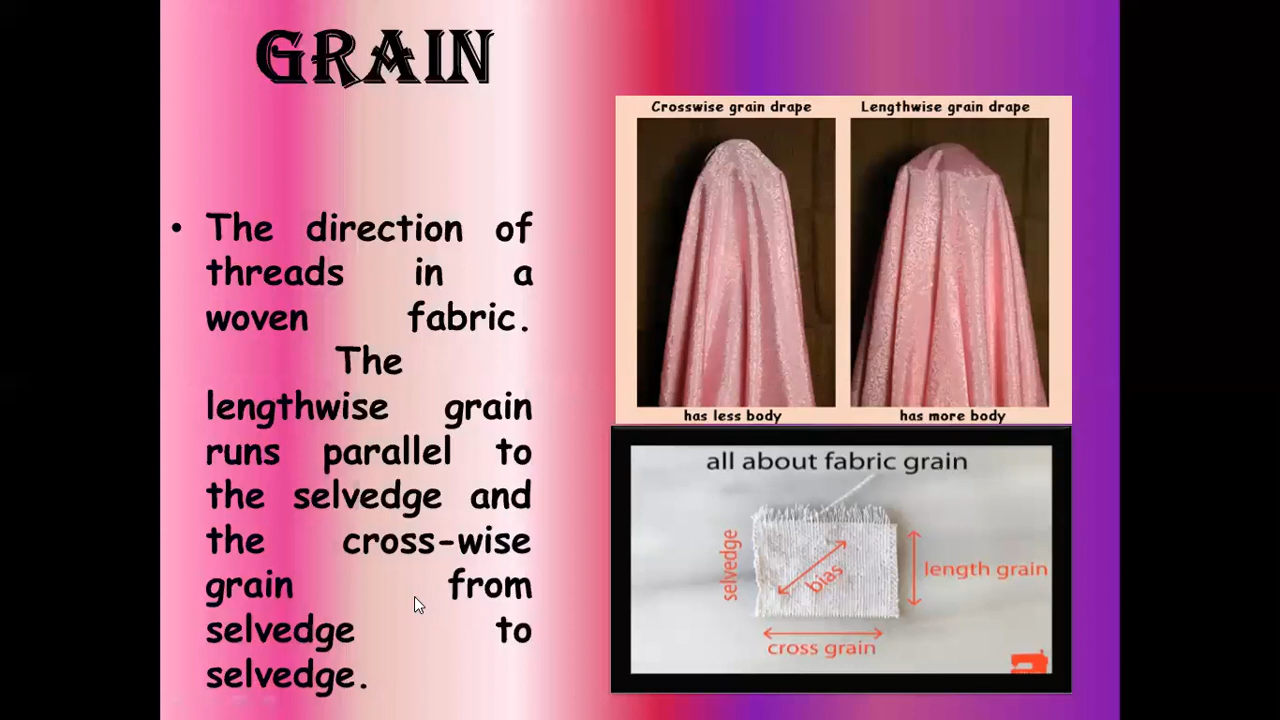 GRAIN
• The direction of
threads in a
woven fabric.
The
lengthwise grain
runs parallel to
the selvedge and
the cross-wise
grain from
selvedge to
selvedge.
Crosswise grain drape
Lengthwise grain drape
has less body
has more body
all about fabric grain
selvedge
bias
length grain
cross grain